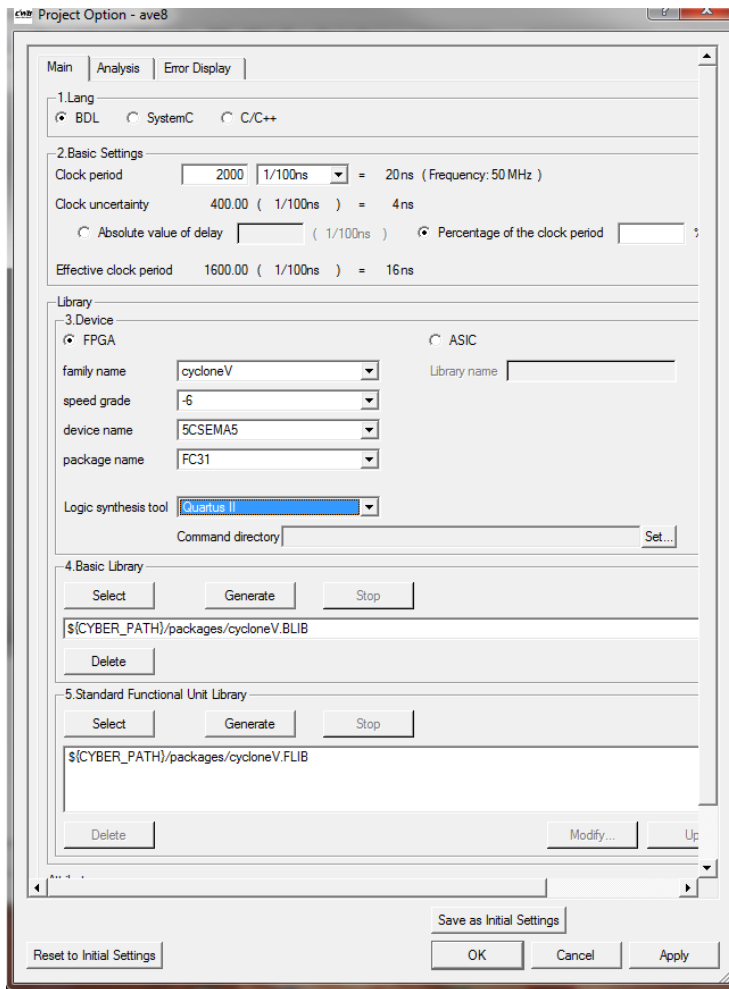 CWB Project Option - ave8
Main Analysis Error Display
1.Lang
BDL SystemC C/C++
2.Basic Settings
Clock period 2000 1/100ns = 20ns ( Frequency: 50 MHz )
Clock uncertainty 400.00 ( 1/100ns ) = 4ns
Absolute value of delay ( 1/100ns ) Percentage of the clock period
Effective clock period 1600.00 ( 1/100ns ) = 16ns
Library
3.Device
FPGA ASIC
family name cycloneV Library name
speed grade -6
device name 5CSEMA5
package name FC31
Logic synthesis tool Quartus II
Command directory Set...
4.Basic Library
Select Generate Stop
${CYBER_PATH}/packages/cycloneV.BLIB
Delete
5.Standard Functional Unit Library
Select Generate Stop
${CYBER_PATH}/packages/cycloneV.FLIB
Delete Modify... Up
Save as Initial Settings
Reset to Initial Settings OK Cancel Apply